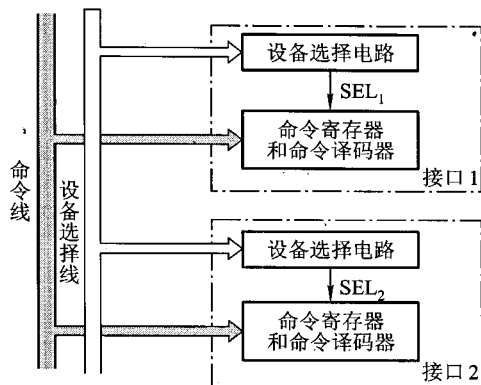 命令线
设备选择线
设备选择电路
SEL₁
命令寄存器
和命令译码器
接口1
设备选择电路
SEL₂
命令寄存器
和命令译码器
接口2